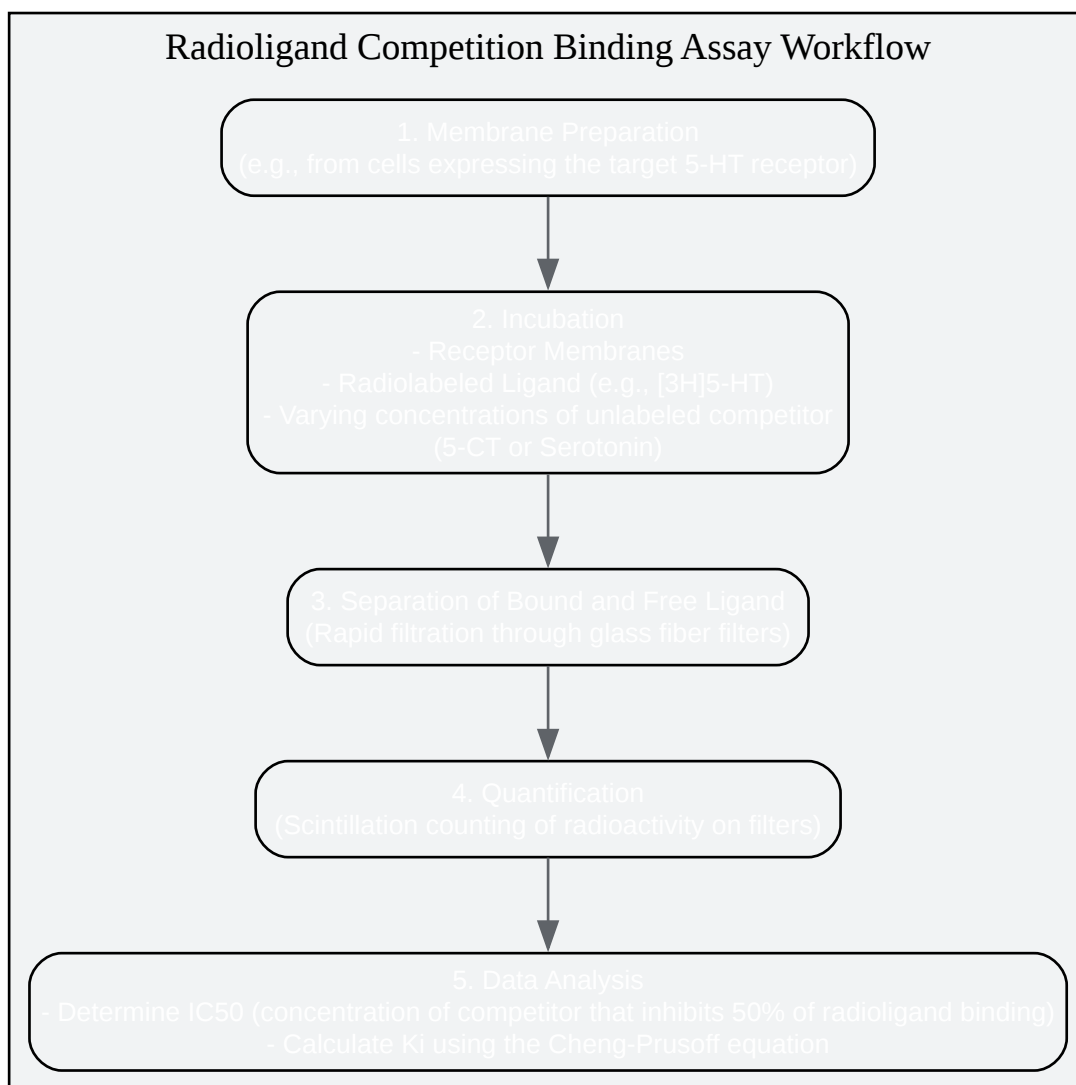 Radioligand Competition Binding Assay Workflow
1. Membrane Preparation
(e.g., from cells expressing the target 5-HT receptor)
2. Incubation
- Receptor Membranes
- Radiolabeled Ligand (e.g., [3H]5-HT)
- Varying concentrations of unlabeled competitor
(5-CT or Serotonin)
3. Separation of Bound and Free Ligand
(Rapid filtration through glass fiber filters)
4. Quantification
(Scintillation counting of radioactivity on filters)
5. Data Analysis
- Determine IC50 (concentration of competitor that inhibits 50% of radioligand binding)
- Calculate Ki using the Cheng-Prusoff equation